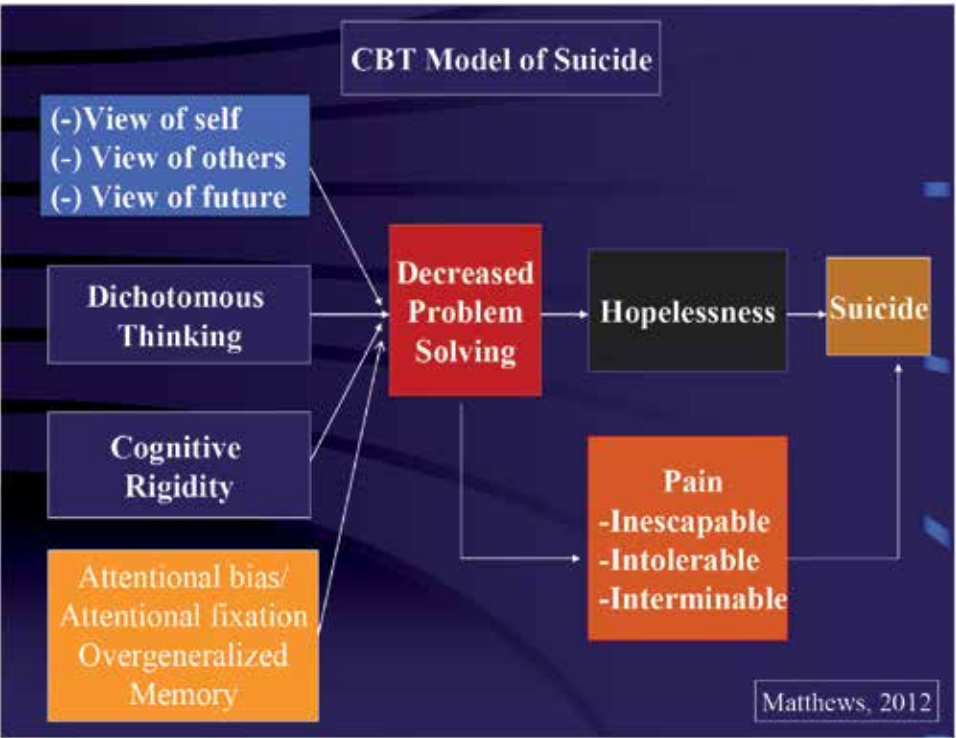 CBT Model of Suicide
(-)View of self
(-) View of others
(-) View of future
Dichotomous
Thinking
Cognitive
Rigidity
Attentional bias/
Attentional fixation
Overgeneralized
Memory
Decreased
Problem
Solving
Hopelessness
Suicide
Pain
-Inescapable
-Intolerable
-Interminable
Matthews, 2012